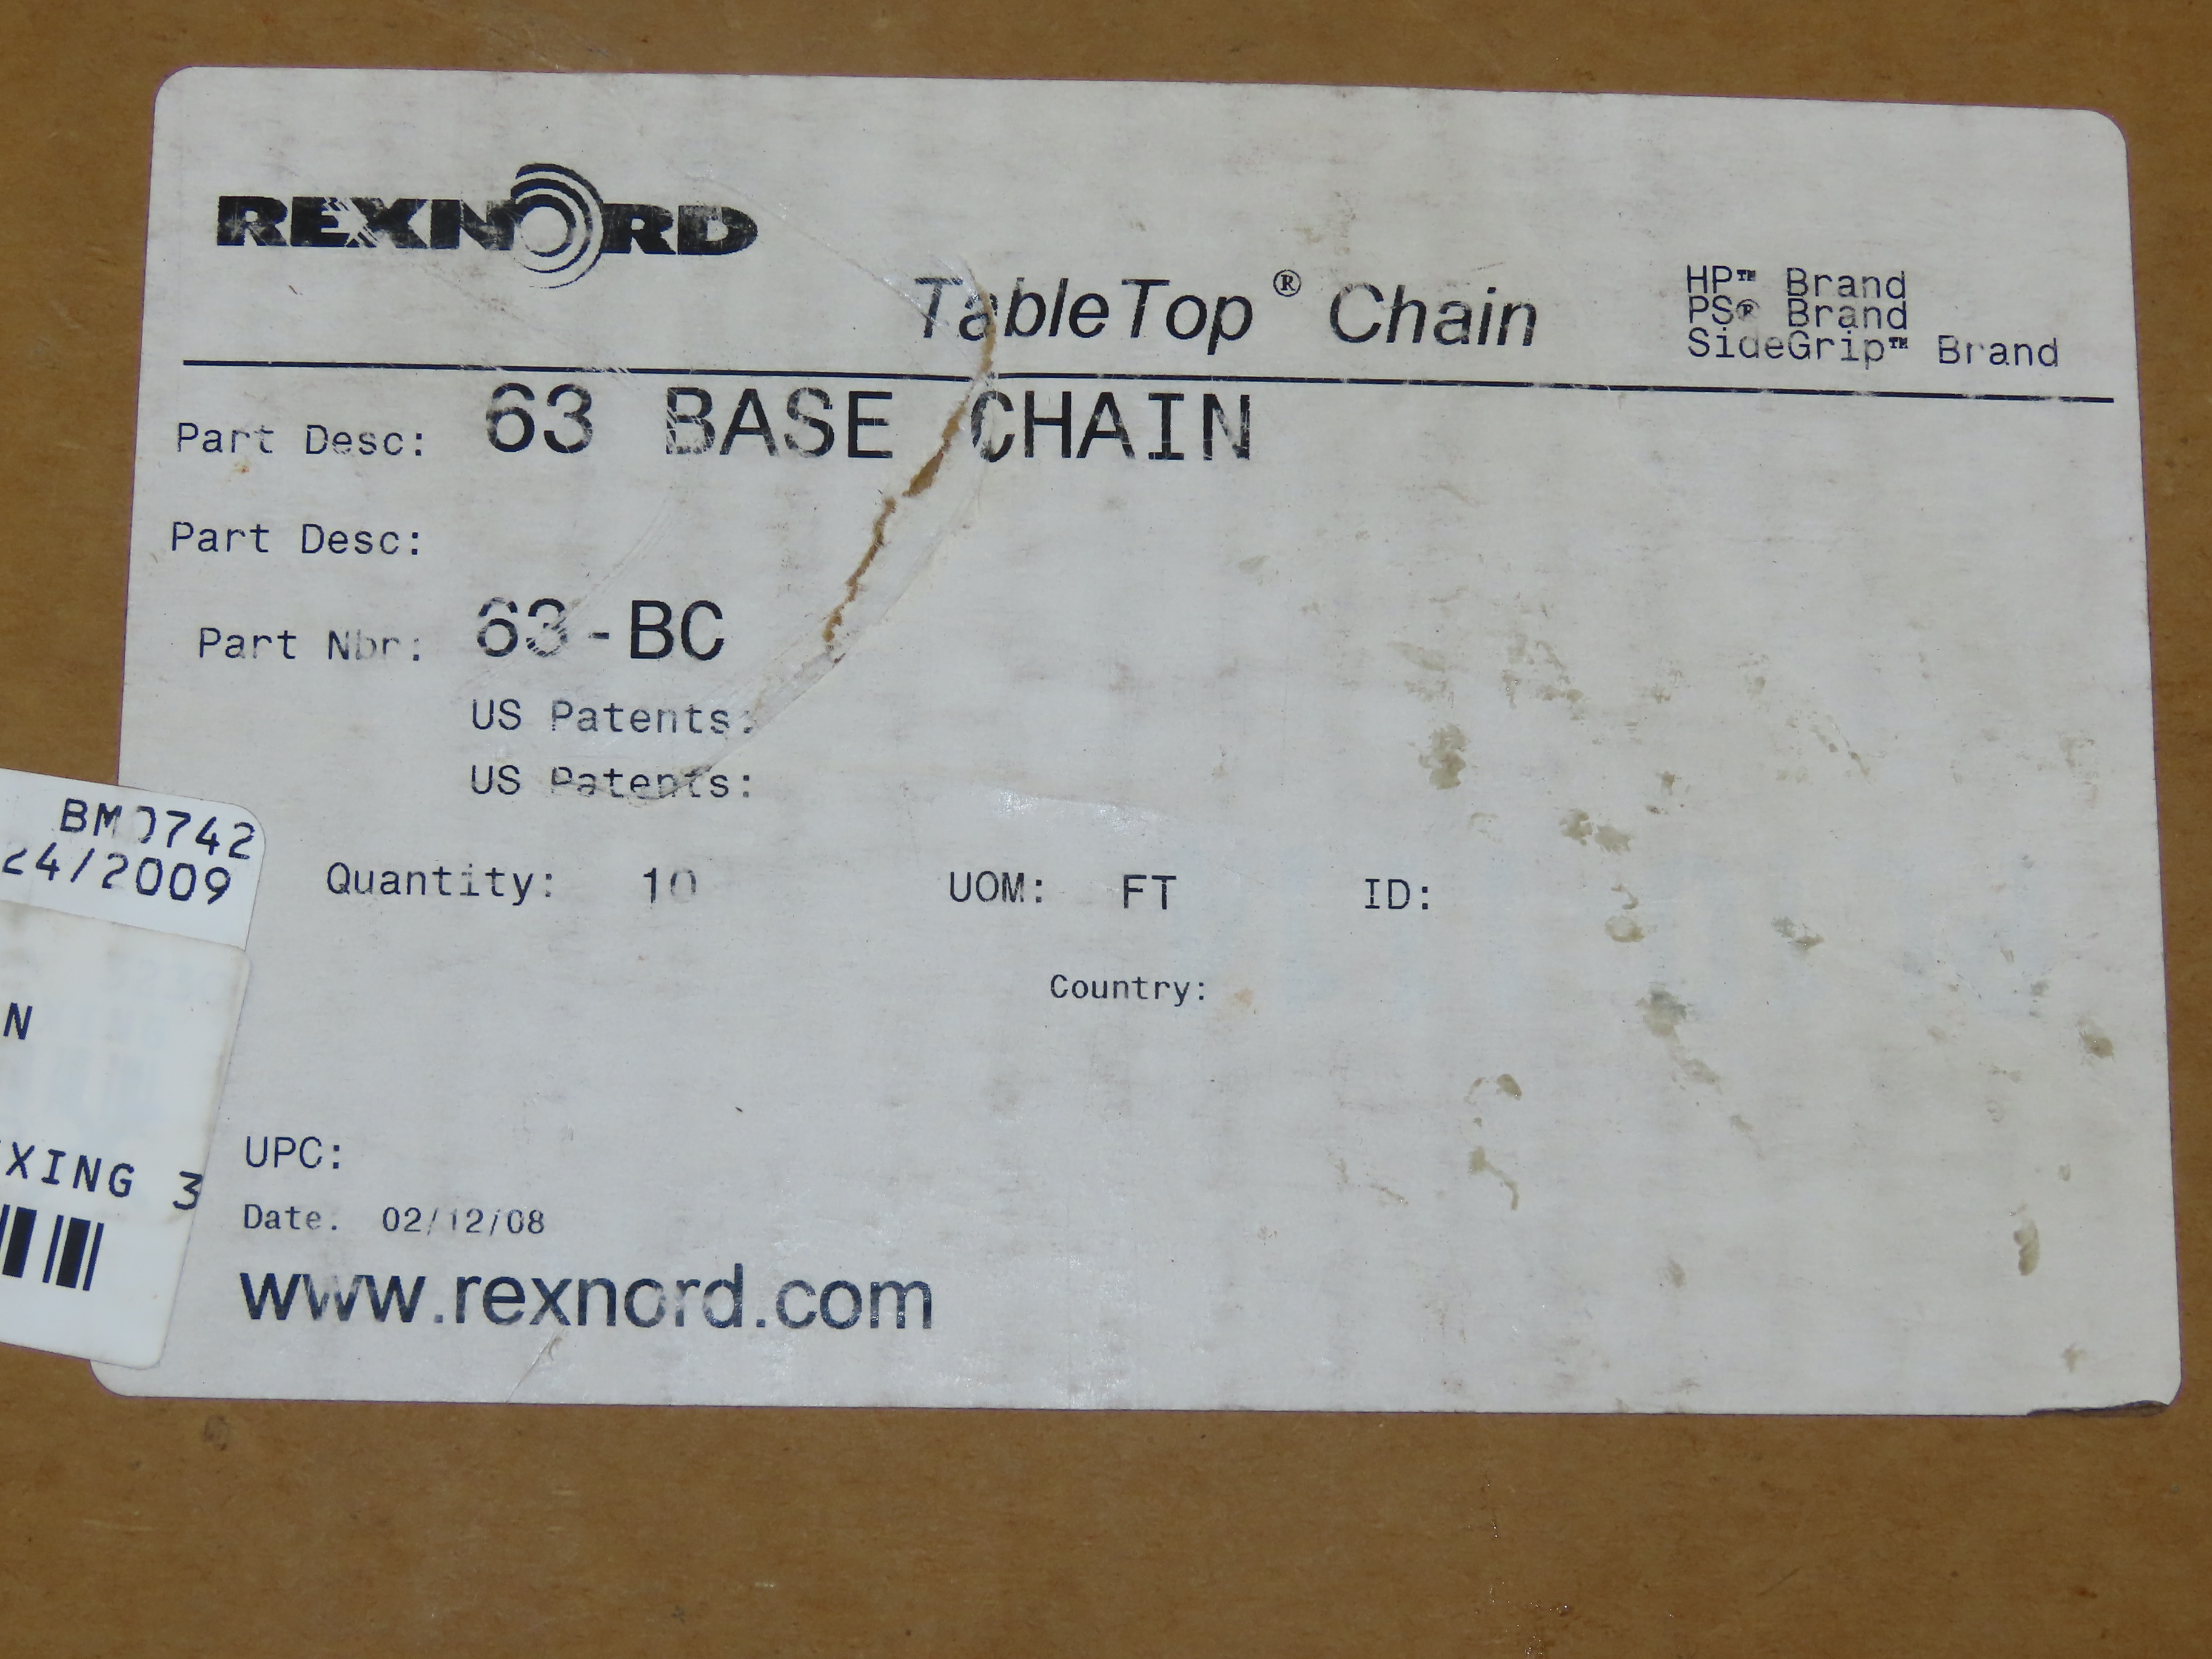 REXNORD
TableTop® Chain
HP™ Brand
PS® Brand
SideGrip™ Brand
Part Desc: 63 BASE CHAIN
Part Desc:
Part Nbr: 63-BC
US Patents:
US Patents:
BM0742
24/2009
Quantity: 10 UOM: FT ID:
Country:
N
XING 3
UPC:
Date: 02/12/08
www.rexnord.com